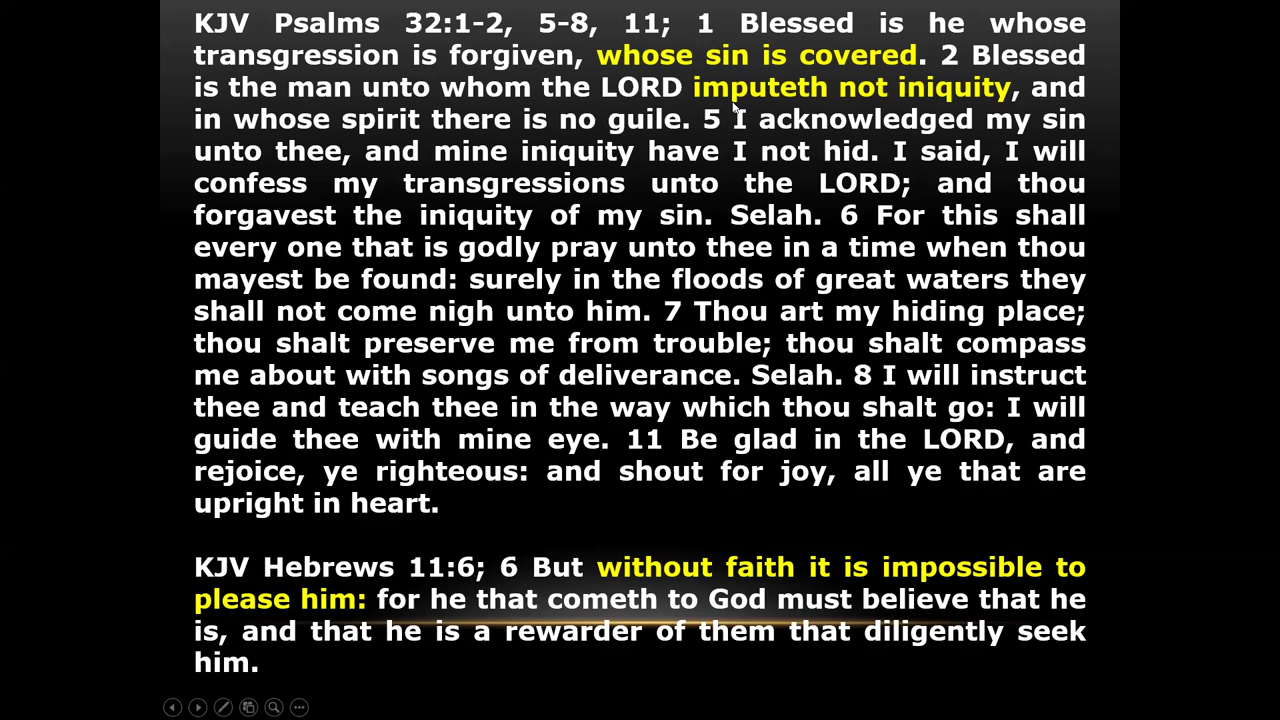 KJV Psalms 32:1-2, 5-8, 11; 1 Blessed is he whose
transgression is forgiven, whose sin is covered. 2 Blessed
is the man unto whom the LORD imputeth not iniquity, and
in whose spirit there is no guile. 5 I acknowledged my sin
unto thee, and mine iniquity have I not hid. I said, I will
confess my transgressions unto the LORD; and thou
forgavest the iniquity of my sin. Selah. 6 For this shall
every one that is godly pray unto thee in a time when thou
mayest be found: surely in the floods of great waters they
shall not come nigh unto him. 7 Thou art my hiding place;
thou shalt preserve me from trouble; thou shalt compass
me about with songs of deliverance. Selah. 8 I will instruct
thee and teach thee in the way which thou shalt go: I will
guide thee with mine eye. 11 Be glad in the LORD, and
rejoice, ye righteous: and shout for joy, all ye that are
upright in heart.
KJV Hebrews 11:6; 6 But without faith it is impossible to
please him: for he that cometh to God must believe that he
is, and that he is a rewarder of them that diligently seek
him.